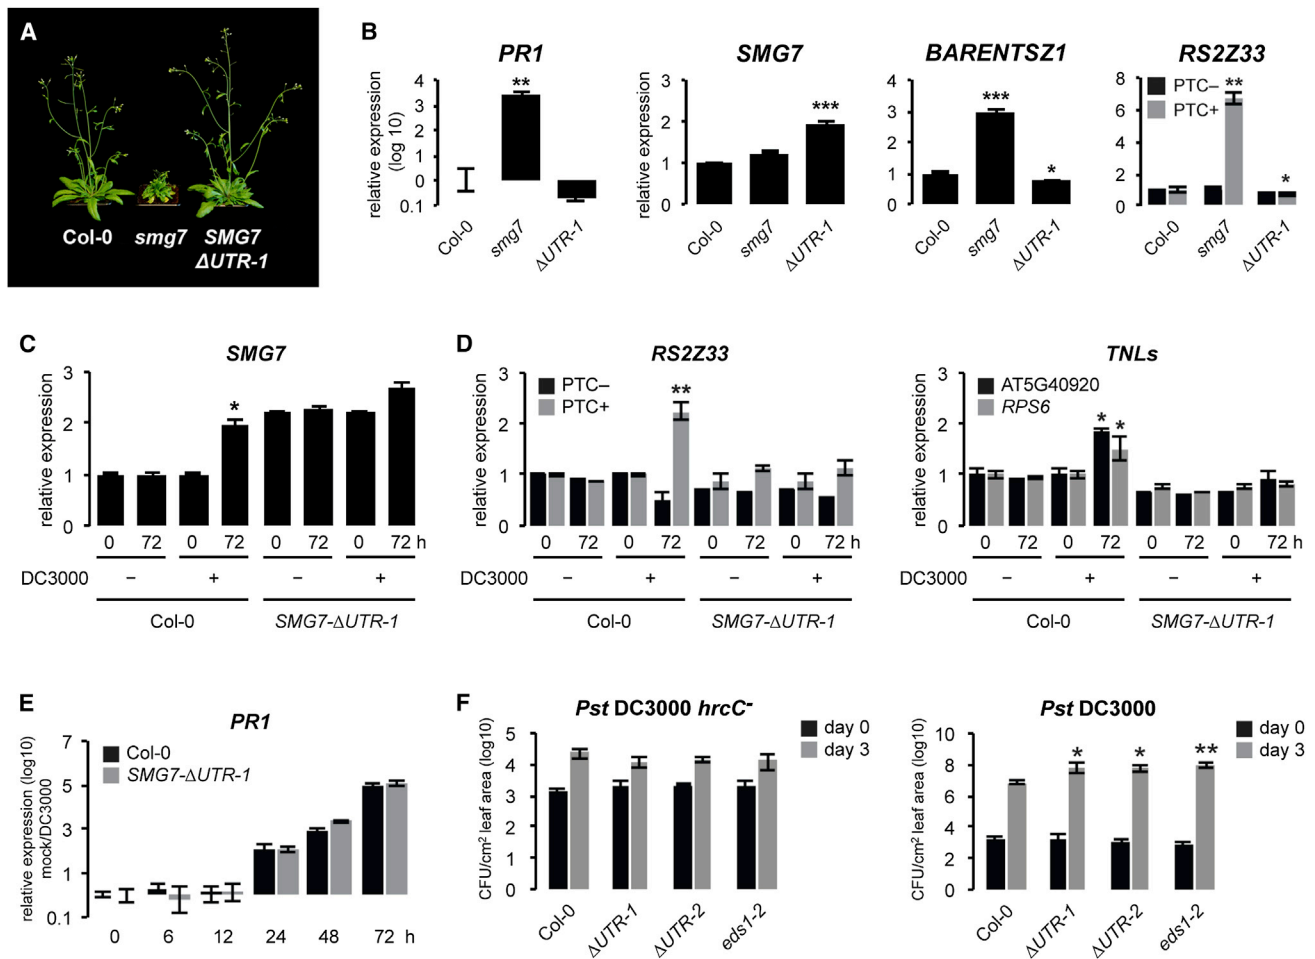 A
Col-0 smg7 SMG7
ΔUTR-1
B
PR1
relative expression
(log 10)
4
3
2
1
0
0.1
**
Col-0 smg7 ΔUTR-1
SMG7
relative expression
3
2
1
0
***
Col-0 smg7 ΔUTR-1
BARENTSZ1
4
3
2
1
0
***
*
Col-0 smg7 ΔUTR-1
RS2Z33
8
6
4
2
0
PTC–
PTC+
**
*
Col-0 smg7 ΔUTR-1
C
SMG7
relative expression
3
2
1
0
*
0 72 0 72 0 72 0 72 h
DC3000 – + – +
Col-0 SMG7-ΔUTR-1
D
RS2Z33
relative expression
3
2
1
0
PTC–
PTC+
**
0 72 0 72 0 72 0 72 h
DC3000 – + – +
Col-0 SMG7-ΔUTR-1
TNLs
relative expression
3
2
1
0
AT5G40920
RPS6
* *
0 72 0 72 0 72 0 72 h
DC3000 – + – +
Col-0 SMG7-ΔUTR-1
E
PR1
relative expression (log10)
mock/DC3000
7
5
3
1
0.1
Col-0
SMG7-ΔUTR-1
0 6 12 24 48 72 h
F
Pst DC3000 hrcC-
CFU/cm² leaf area (log10)
5
4
3
2
1
0
day 0
day 3
Col-0 ΔUTR-1 ΔUTR-2 eds1-2
Pst DC3000
CFU/cm² leaf area (log10)
10
8
6
4
2
0
day 0
day 3
* * **
Col-0 ΔUTR-1 ΔUTR-2 eds1-2